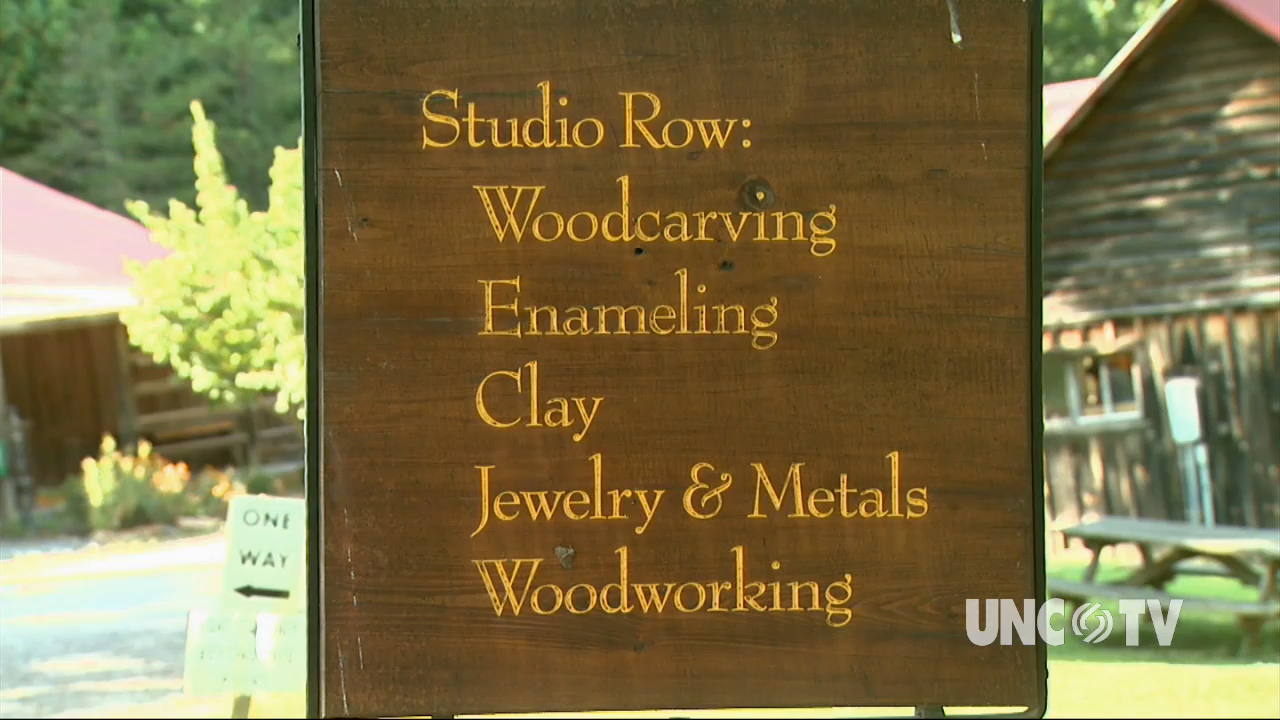 Studio Row:
Woodcarving
Enameling
Clay
Jewelry & Metals
Woodworking
ONE
WAY
UNC TV